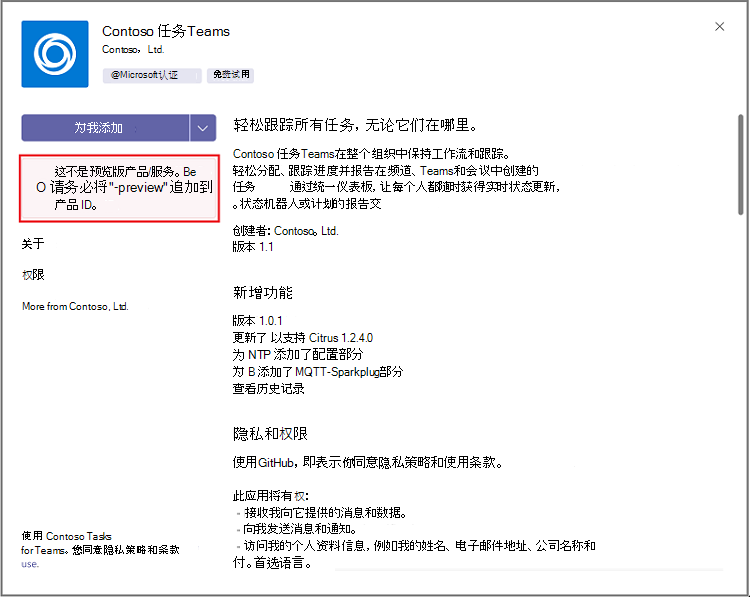 Contoso 任务Teams
Contoso，Ltd.
@Microsoft认证 免费试用
为我添加
这不是预览版产品/服务。Be
O 请务必将"-preview"追加到
产品 ID。
关于
权限
More from Contoso, Ltd.
使用 Contoso Tasks
for Teams。您同意隐私策略和条款
use.
轻松跟踪所有任务，无论它们在哪里。
Contoso 任务Teams在整个组织中保持工作流和跟踪。
轻松分配、跟踪进度并报告在频道、Teams和会议中创建的
任务 通过统一仪表板，让每个人都随时获得实时状态更新，
。状态机器人或计划的报告交
创建者: Contoso。Ltd.
版本 1.1
新增功能
版本 1.0.1
更新了 以支持 Citrus 1.2.4.0
为 NTP 添加了配置部分
为 B 添加了 MQTT-Sparkplug部分
查看历史记录
隐私和权限
使用GitHub，即表示你同意隐私策略和使用条款。
此应用将有权:
- 接收我向它提供的消息和数据。
- 向我发送消息和通知。
- 访问我的个人资料信息，例如我的姓名、电子邮件地址、公司名称和
付。首选语言。